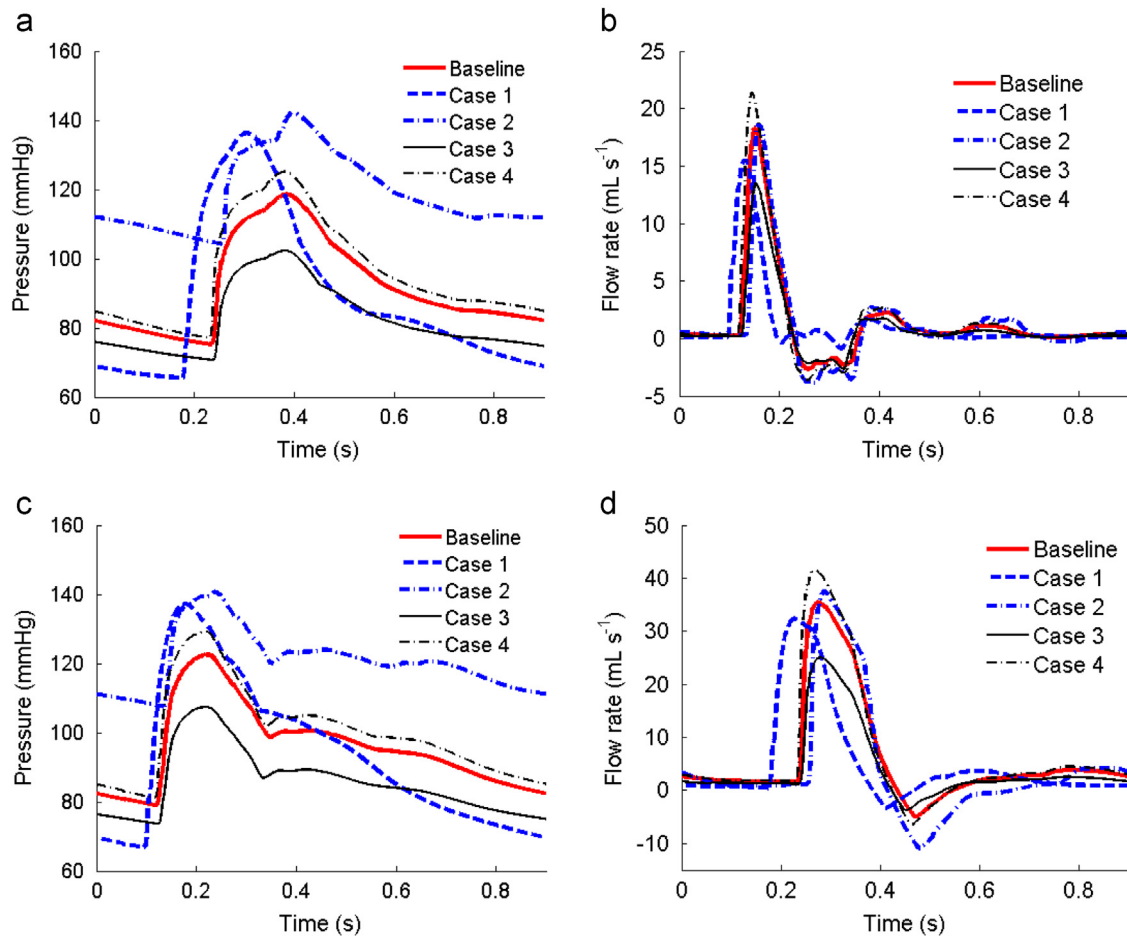 a
160
140
120
100
80
60
Pressure (mmHg)
Baseline
Case 1
Case 2
Case 3
Case 4
0
0.2
0.4
0.6
0.8
Time (s)
b
25
20
15
10
5
0
-5
Flow rate (mL s⁻¹)
Baseline
Case 1
Case 2
Case 3
Case 4
0
0.2
0.4
0.6
0.8
Time (s)
c
160
140
120
100
80
60
Pressure (mmHg)
Baseline
Case 1
Case 2
Case 3
Case 4
0
0.2
0.4
0.6
0.8
Time (s)
d
50
40
30
20
10
0
-10
Flow rate (mL s⁻¹)
Baseline
Case 1
Case 2
Case 3
Case 4
0
0.2
0.4
0.6
0.8
Time (s)